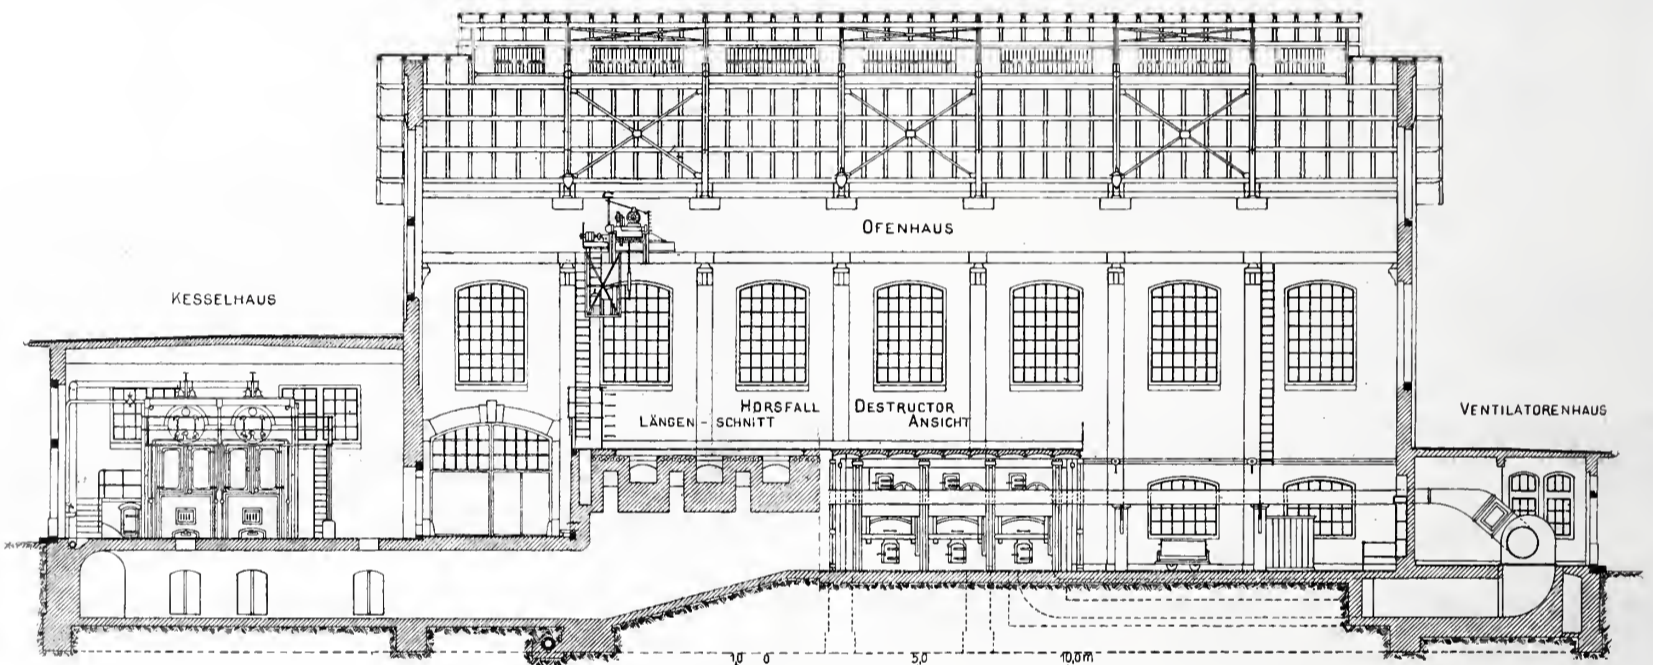 OFENHAUS
KESSELHAUS
HORSFALL DESTRUCTOR
LÄNGEN-SCHNITT ANSICHT
VENTILATORENHAUS
1,0 0 5,0 10,0 m